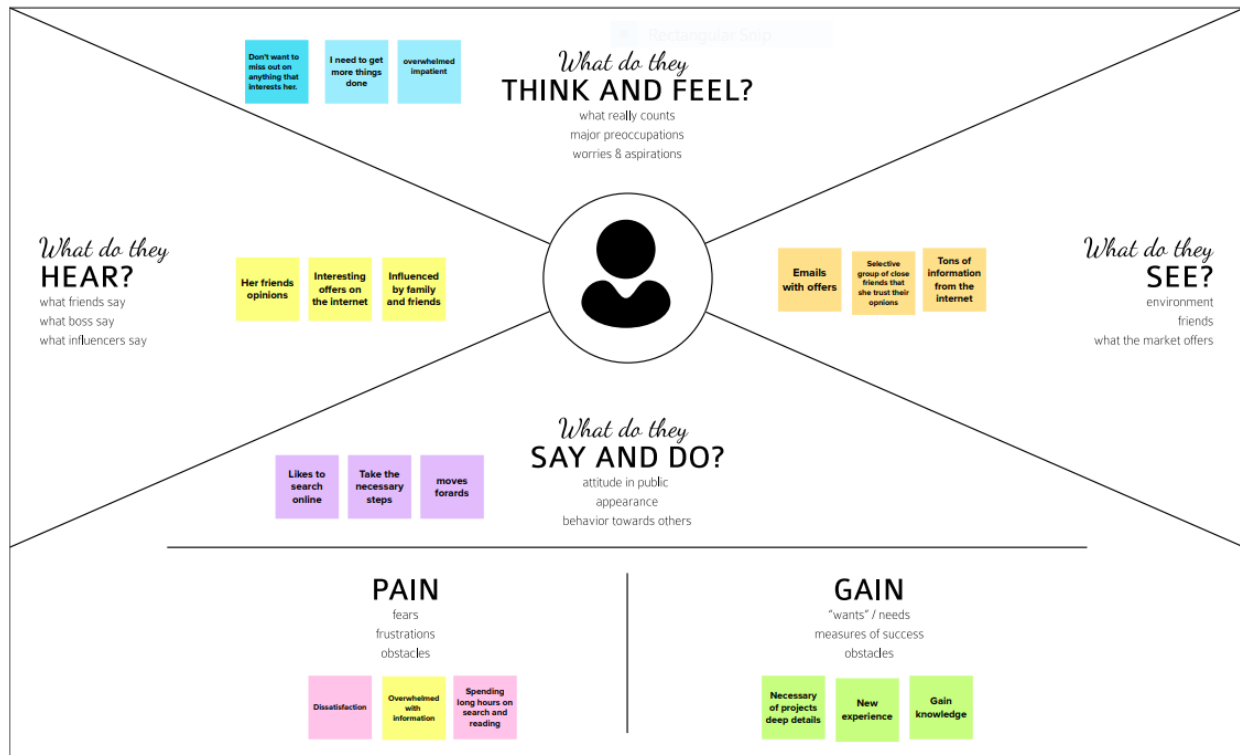 Rectangular Snip
Don't want to
miss out on
anything that
interests her.
I need to get
more things
done
overwhelmed
impatient
What do they
THINK AND FEEL?
what really counts
major preoccupations
worries & aspirations
What do they
HEAR?
what friends say
what boss say
what influencers say
Her friends
opinions
Interesting
offers on
the internet
Influenced
by family
and friends
Emails
with offers
Selective
group of close
friends that
she trust their
opnions
Tons of
information
from the
internet
What do they
SEE?
environment
friends
what the market offers
What do they
SAY AND DO?
attitude in public
appearance
behavior towards others
Likes to
search
online
Take the
necessary
steps
moves
forards
PAIN
fears
frustrations
obstacles
Dissatisfaction
Overwhelmed
with
information
Spending
long hours on
search and
reading
GAIN
"wants" / needs
measures of success
obstacles
Necessary
of projects
deep details
New
experience
Gain
knowledge